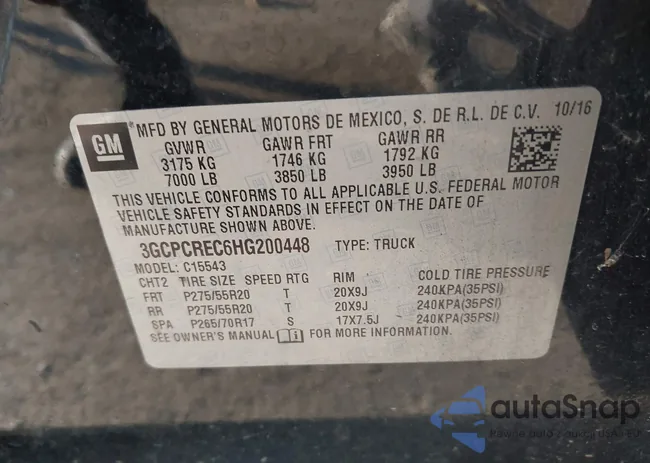 GM
MFD BY GENERAL MOTORS DE MEXICO, S. DE R.L. DE C.V. 10/16
GVWR GAWR FRT GAWR RR
3175 KG 1746 KG 1792 KG
7000 LB 3850 LB 3950 LB
THIS VEHICLE CONFORMS TO ALL APPLICABLE U.S. FEDERAL MOTOR
VEHICLE SAFETY STANDARDS IN EFFECT ON THE DATE OF
MANUFACTURE SHOWN ABOVE.
3GCPCREC6HG200448 TYPE: TRUCK
MODEL: C15543
CHT2 TIRE SIZE SPEED RTG RIM COLD TIRE PRESSURE
FRT P275/55R20 T 20X9J 240KPA(35PSI)
RR P275/55R20 T 20X9J 240KPA(35PSI)
SPA P265/70R17 S 17X7.5J 240KPA(35PSI)
SEE OWNER'S MANUAL FOR MORE INFORMATION.
autaSnap